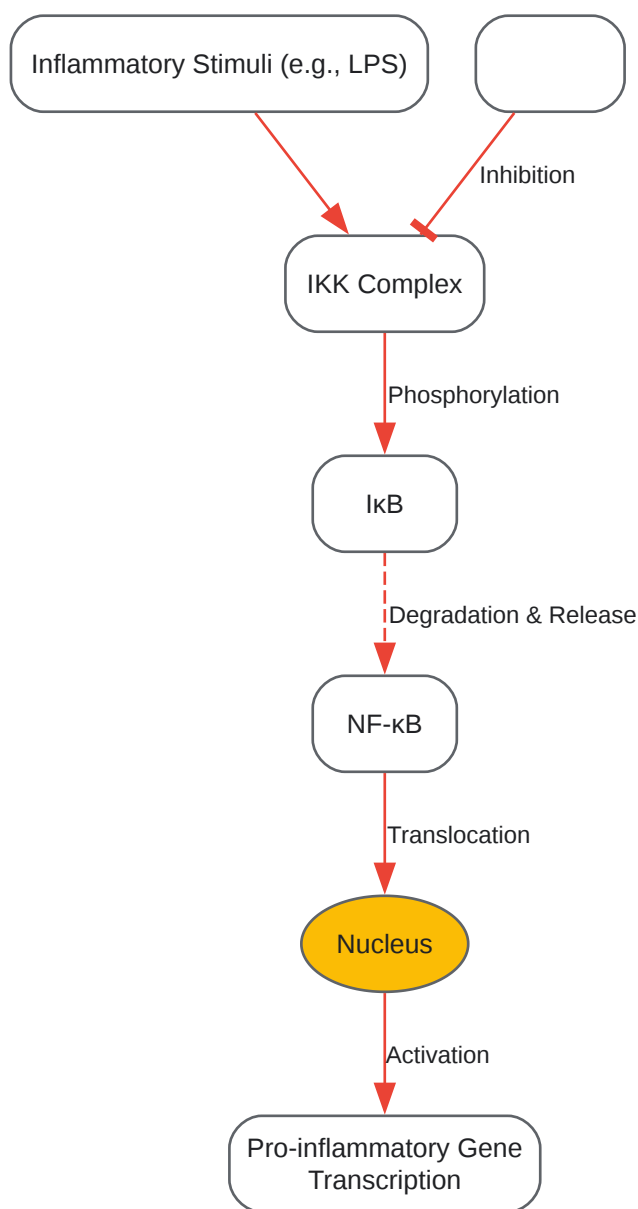 Inflammatory Stimuli (e.g., LPS)
Inhibition
IKK Complex
Phosphorylation
IκB
Degradation & Release
NF-κB
Translocation
Nucleus
Activation
Pro-inflammatory Gene
Transcription